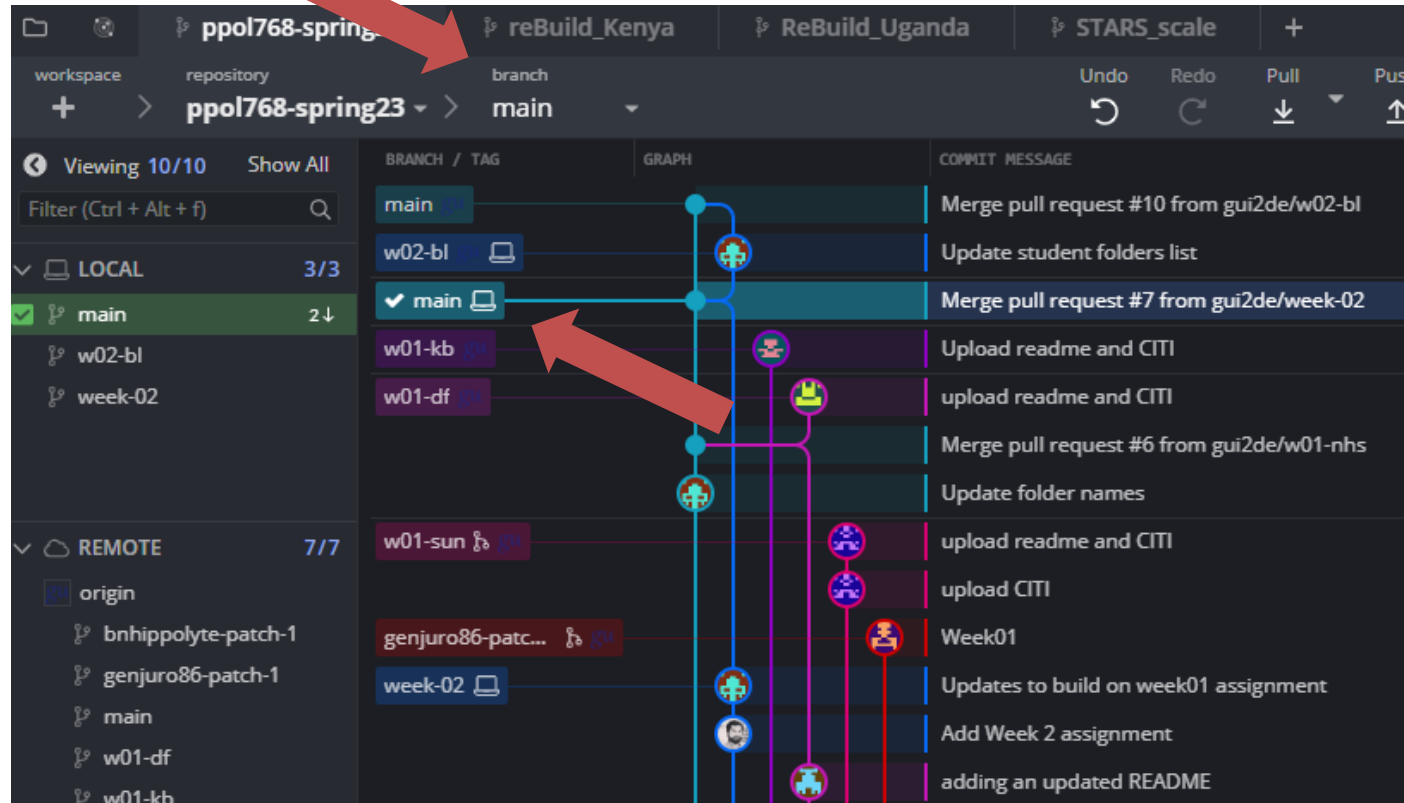 ppol768-spring
reBuild_Kenya
ReBuild_Uganda
STARS_scale
+
workspace
repository
branch
Undo
Redo
Pull
ppol768-spring23
main
Viewing 10/10 Show All
BRANCH / TAG
GRAPH
COMMIT MESSAGE
Filter (Ctrl + Alt + f)
main
Merge pull request #10 from gui2de/w02-bl
w02-bl
Update student folders list
LOCAL 3/3
main
Merge pull request #7 from gui2de/week-02
main 2↓
w01-kb
Upload readme and CITI
w02-bl
week-02
w01-df
upload readme and CITI
Merge pull request #6 from gui2de/w01-nhs
Update folder names
REMOTE 7/7
w01-sun
upload readme and CITI
origin
upload CITI
bnhippolyte-patch-1
genjuro86-patc...
Week01
genjuro86-patch-1
week-02
Updates to build on week01 assignment
main
Add Week 2 assignment
w01-df
adding an updated README
w01-kb